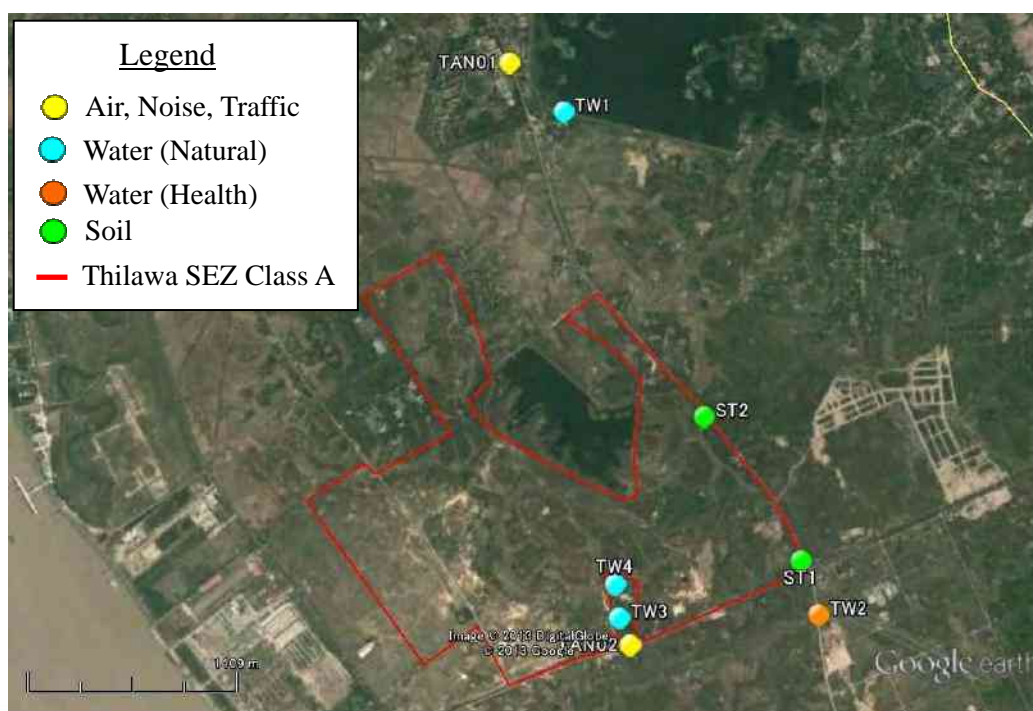 Legend
Air, Noise, Traffic
Water (Natural)
Water (Health)
Soil
Thilawa SEZ Class A
TAN01
TW1
ST2
ST1
TW4
TW3
TW2
TAN02
Image © 2013 DigitalGlobe
© 2013 Google
Google earth